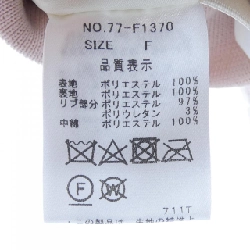 NO.77-F1370
SIZE F
品質表示
表地 ポリエステル 100%
裏地 ポリエステル 100%
リブ部分 ポリエステル 97%
ポリウレタン 3%
中綿 ポリエステル 100%
F W
711T